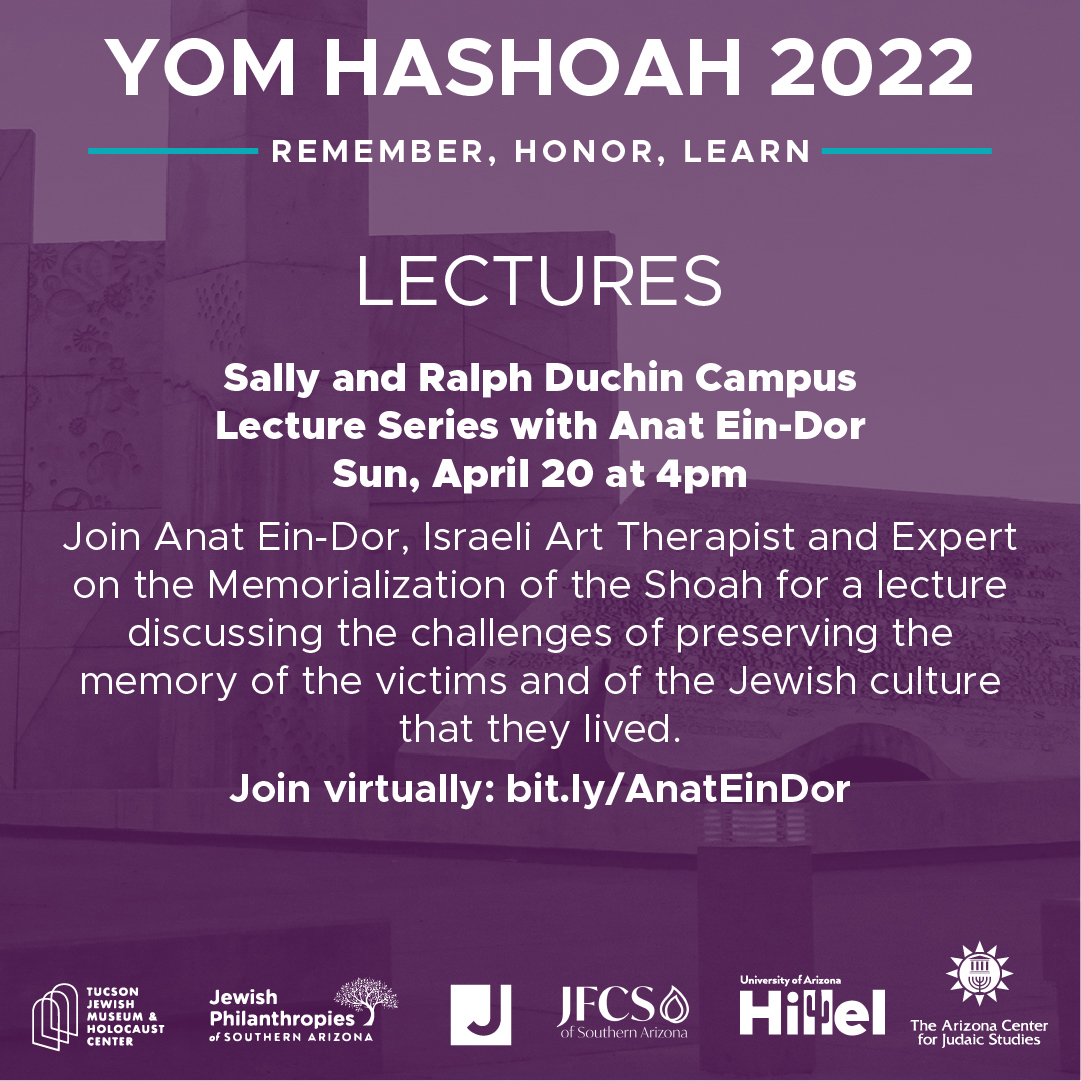 YOM HASHOAH 2022
REMEMBER, HONOR, LEARN
LECTURES
Sally and Ralph Duchin Campus
Lecture Series with Anat Ein-Dor
Sun, April 20 at 4pm
Join Anat Ein-Dor, Israeli Art Therapist and Expert
on the Memorialization of the Shoah for a lecture
discussing the challenges of preserving the
memory of the victims and of the Jewish culture
that they lived.
Join virtually: bit.ly/AnatEinDor
TUCSON
JEWISH
MUSEUM &
HOLOCAUST
CENTER
Jewish
Philanthropies
of SOUTHERN ARIZONA
J
JFCS
of Southern Arizona
University of Arizona
Hillel
The Arizona Center
for Judaic Studies